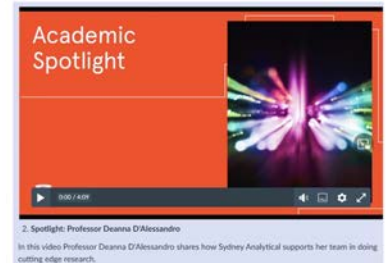 Academic
Spotlight
0:00 / 4:09
2. Spotlight: Professor Deanna D'Alessandro
In this video Professor Deanna D'Alessandro shares how Sydney Analytical supports her team in doing
cutting edge research.